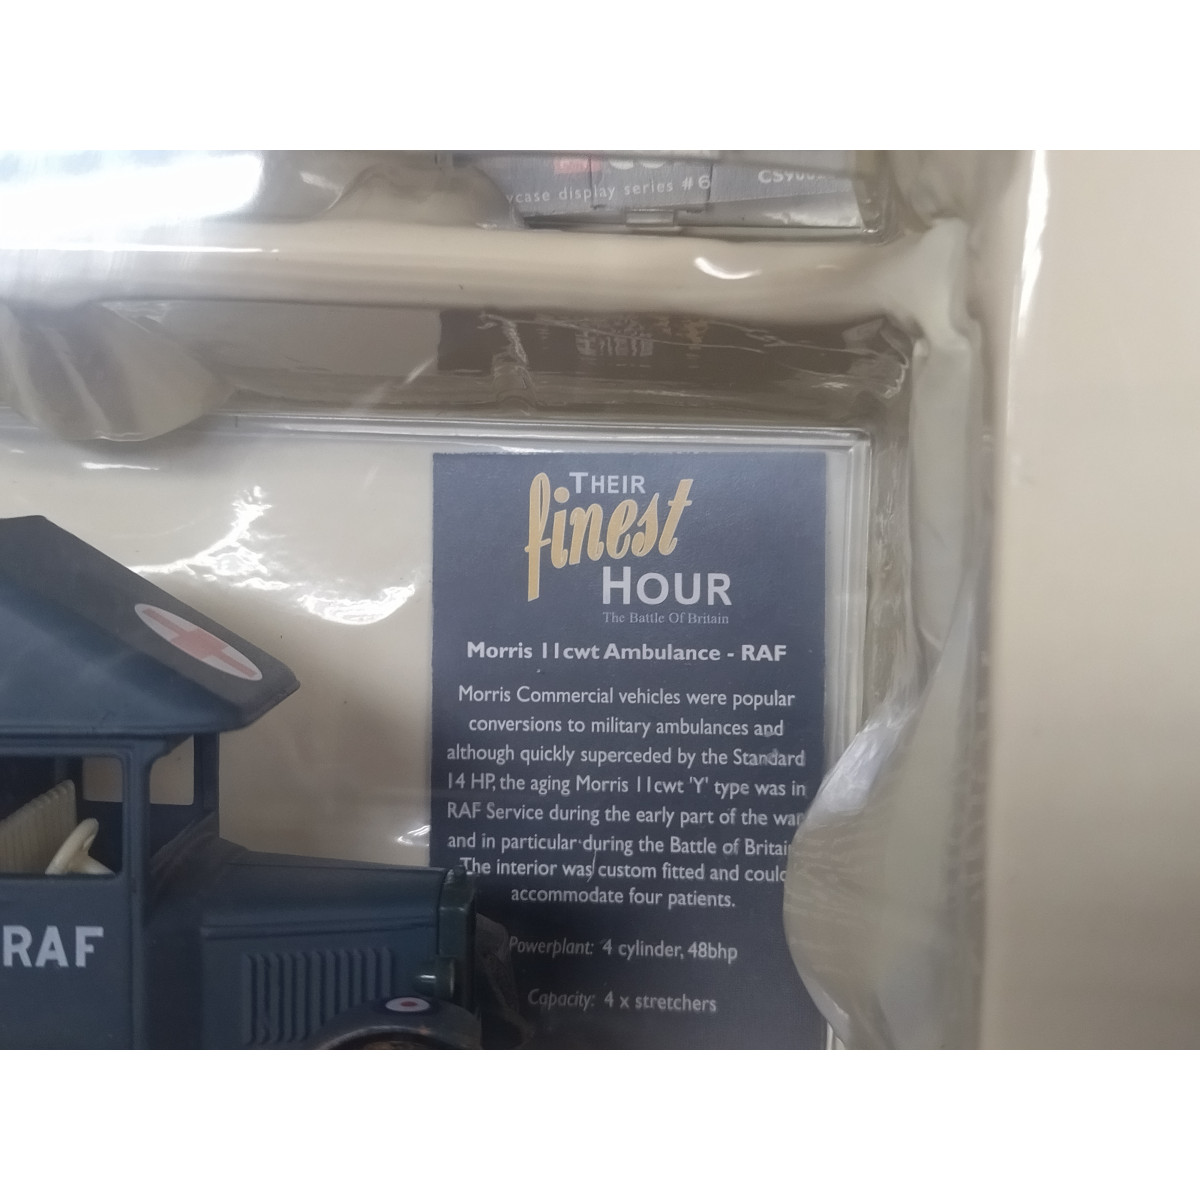 display series #6
THEIR
finest
HOUR
The Battle Of Britain
Morris 11cwt Ambulance - RAF
Morris Commercial vehicles were popular
conversions to military ambulances and
although quickly superceded by the Standard
14 HP, the aging Morris 11cwt 'Y' type was in
RAF Service during the early part of the war
and in particular during the Battle of Britain
The interior was custom fitted and could
accommodate four patients.
RAF
Powerplant: 4 cylinder, 48bhp
Capacity: 4 x stretchers